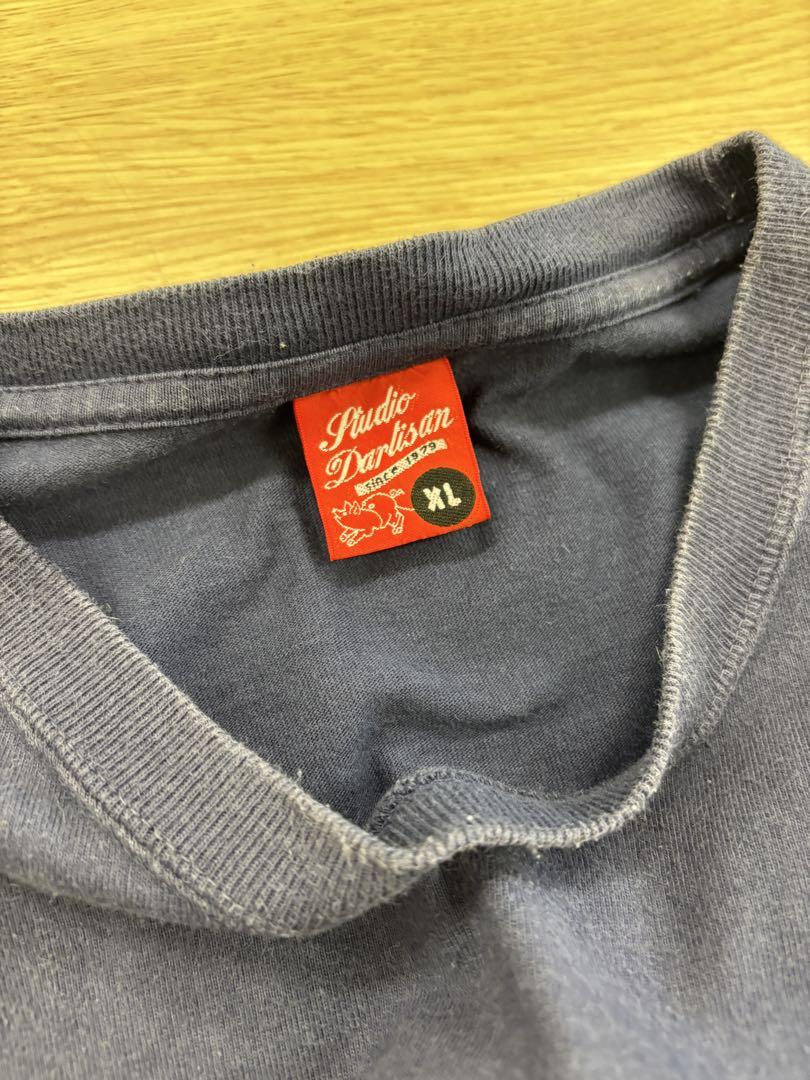 Studio
Dartisan
since 1979
XL